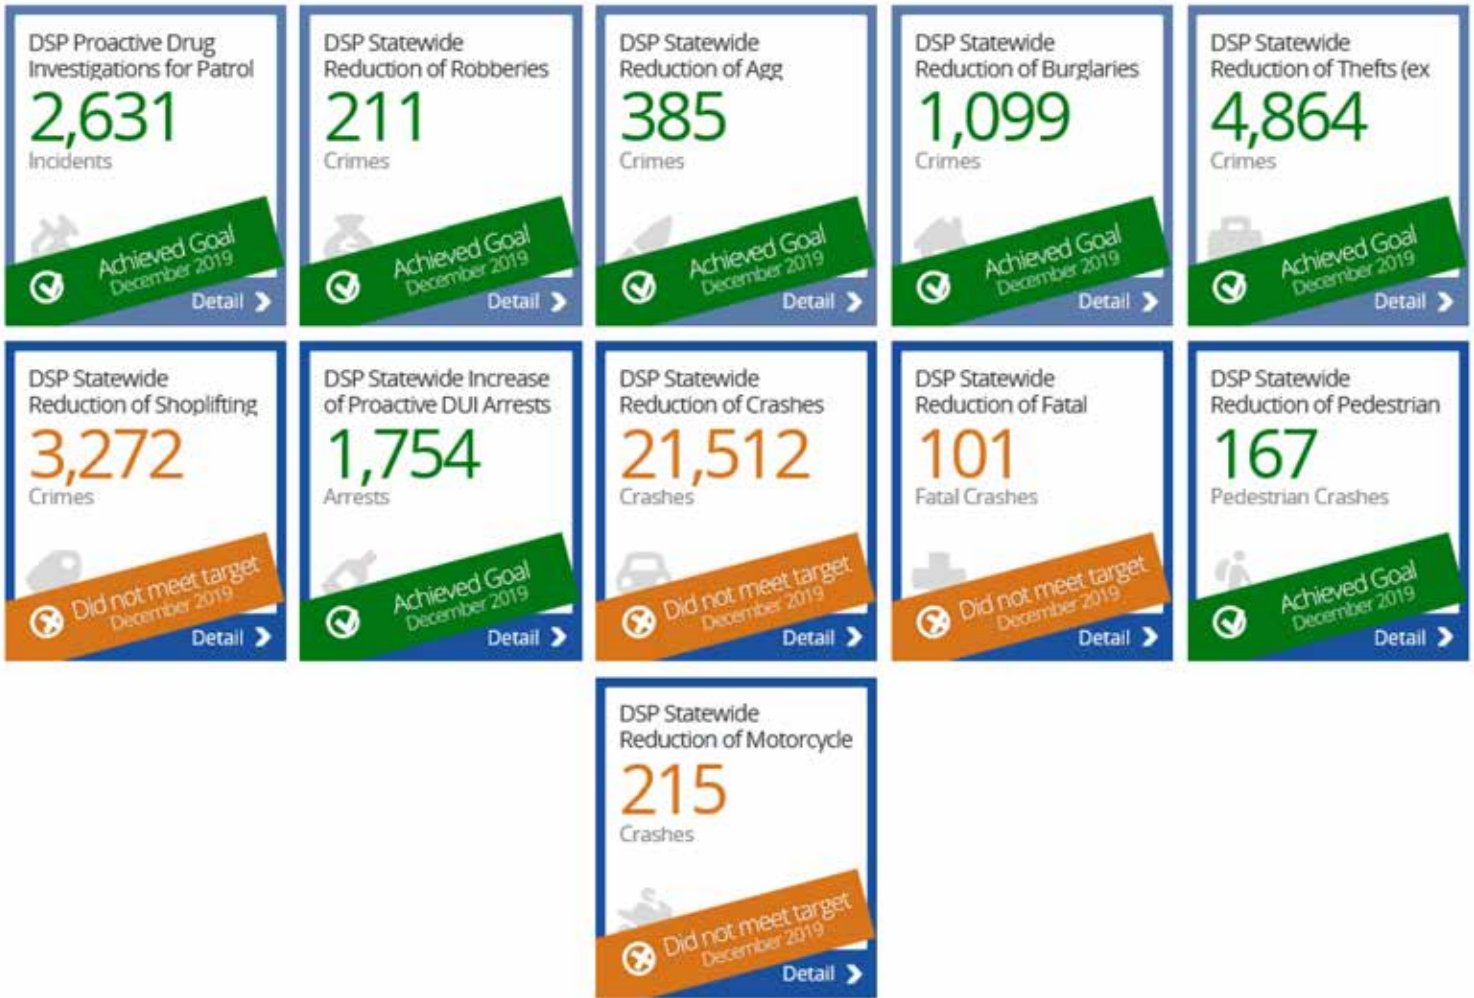 DSP Proactive Drug
Investigations for Patrol
2,631
Incidents
Achieved Goal
December 2019
Detail
DSP Statewide
Reduction of Robberies
211
Crimes
Achieved Goal
December 2019
Detail
DSP Statewide
Reduction of Agg
385
Crimes
Achieved Goal
December 2019
Detail
DSP Statewide
Reduction of Burglaries
1,099
Crimes
Achieved Goal
December 2019
Detail
DSP Statewide
Reduction of Thefts (ex
4,864
Crimes
Achieved Goal
December 2019
Detail
DSP Statewide
Reduction of Shoplifting
3,272
Crimes
Did not meet target
December 2019
Detail
DSP Statewide Increase
of Proactive DUI Arrests
1,754
Arrests
Achieved Goal
December 2019
Detail
DSP Statewide
Reduction of Crashes
21,512
Crashes
Did not meet target
December 2019
Detail
DSP Statewide
Reduction of Fatal
101
Fatal Crashes
Did not meet target
December 2019
Detail
DSP Statewide
Reduction of Pedestrian
167
Pedestrian Crashes
Achieved Goal
December 2019
Detail
DSP Statewide
Reduction of Motorcycle
215
Crashes
Did not meet target
December 2019
Detail